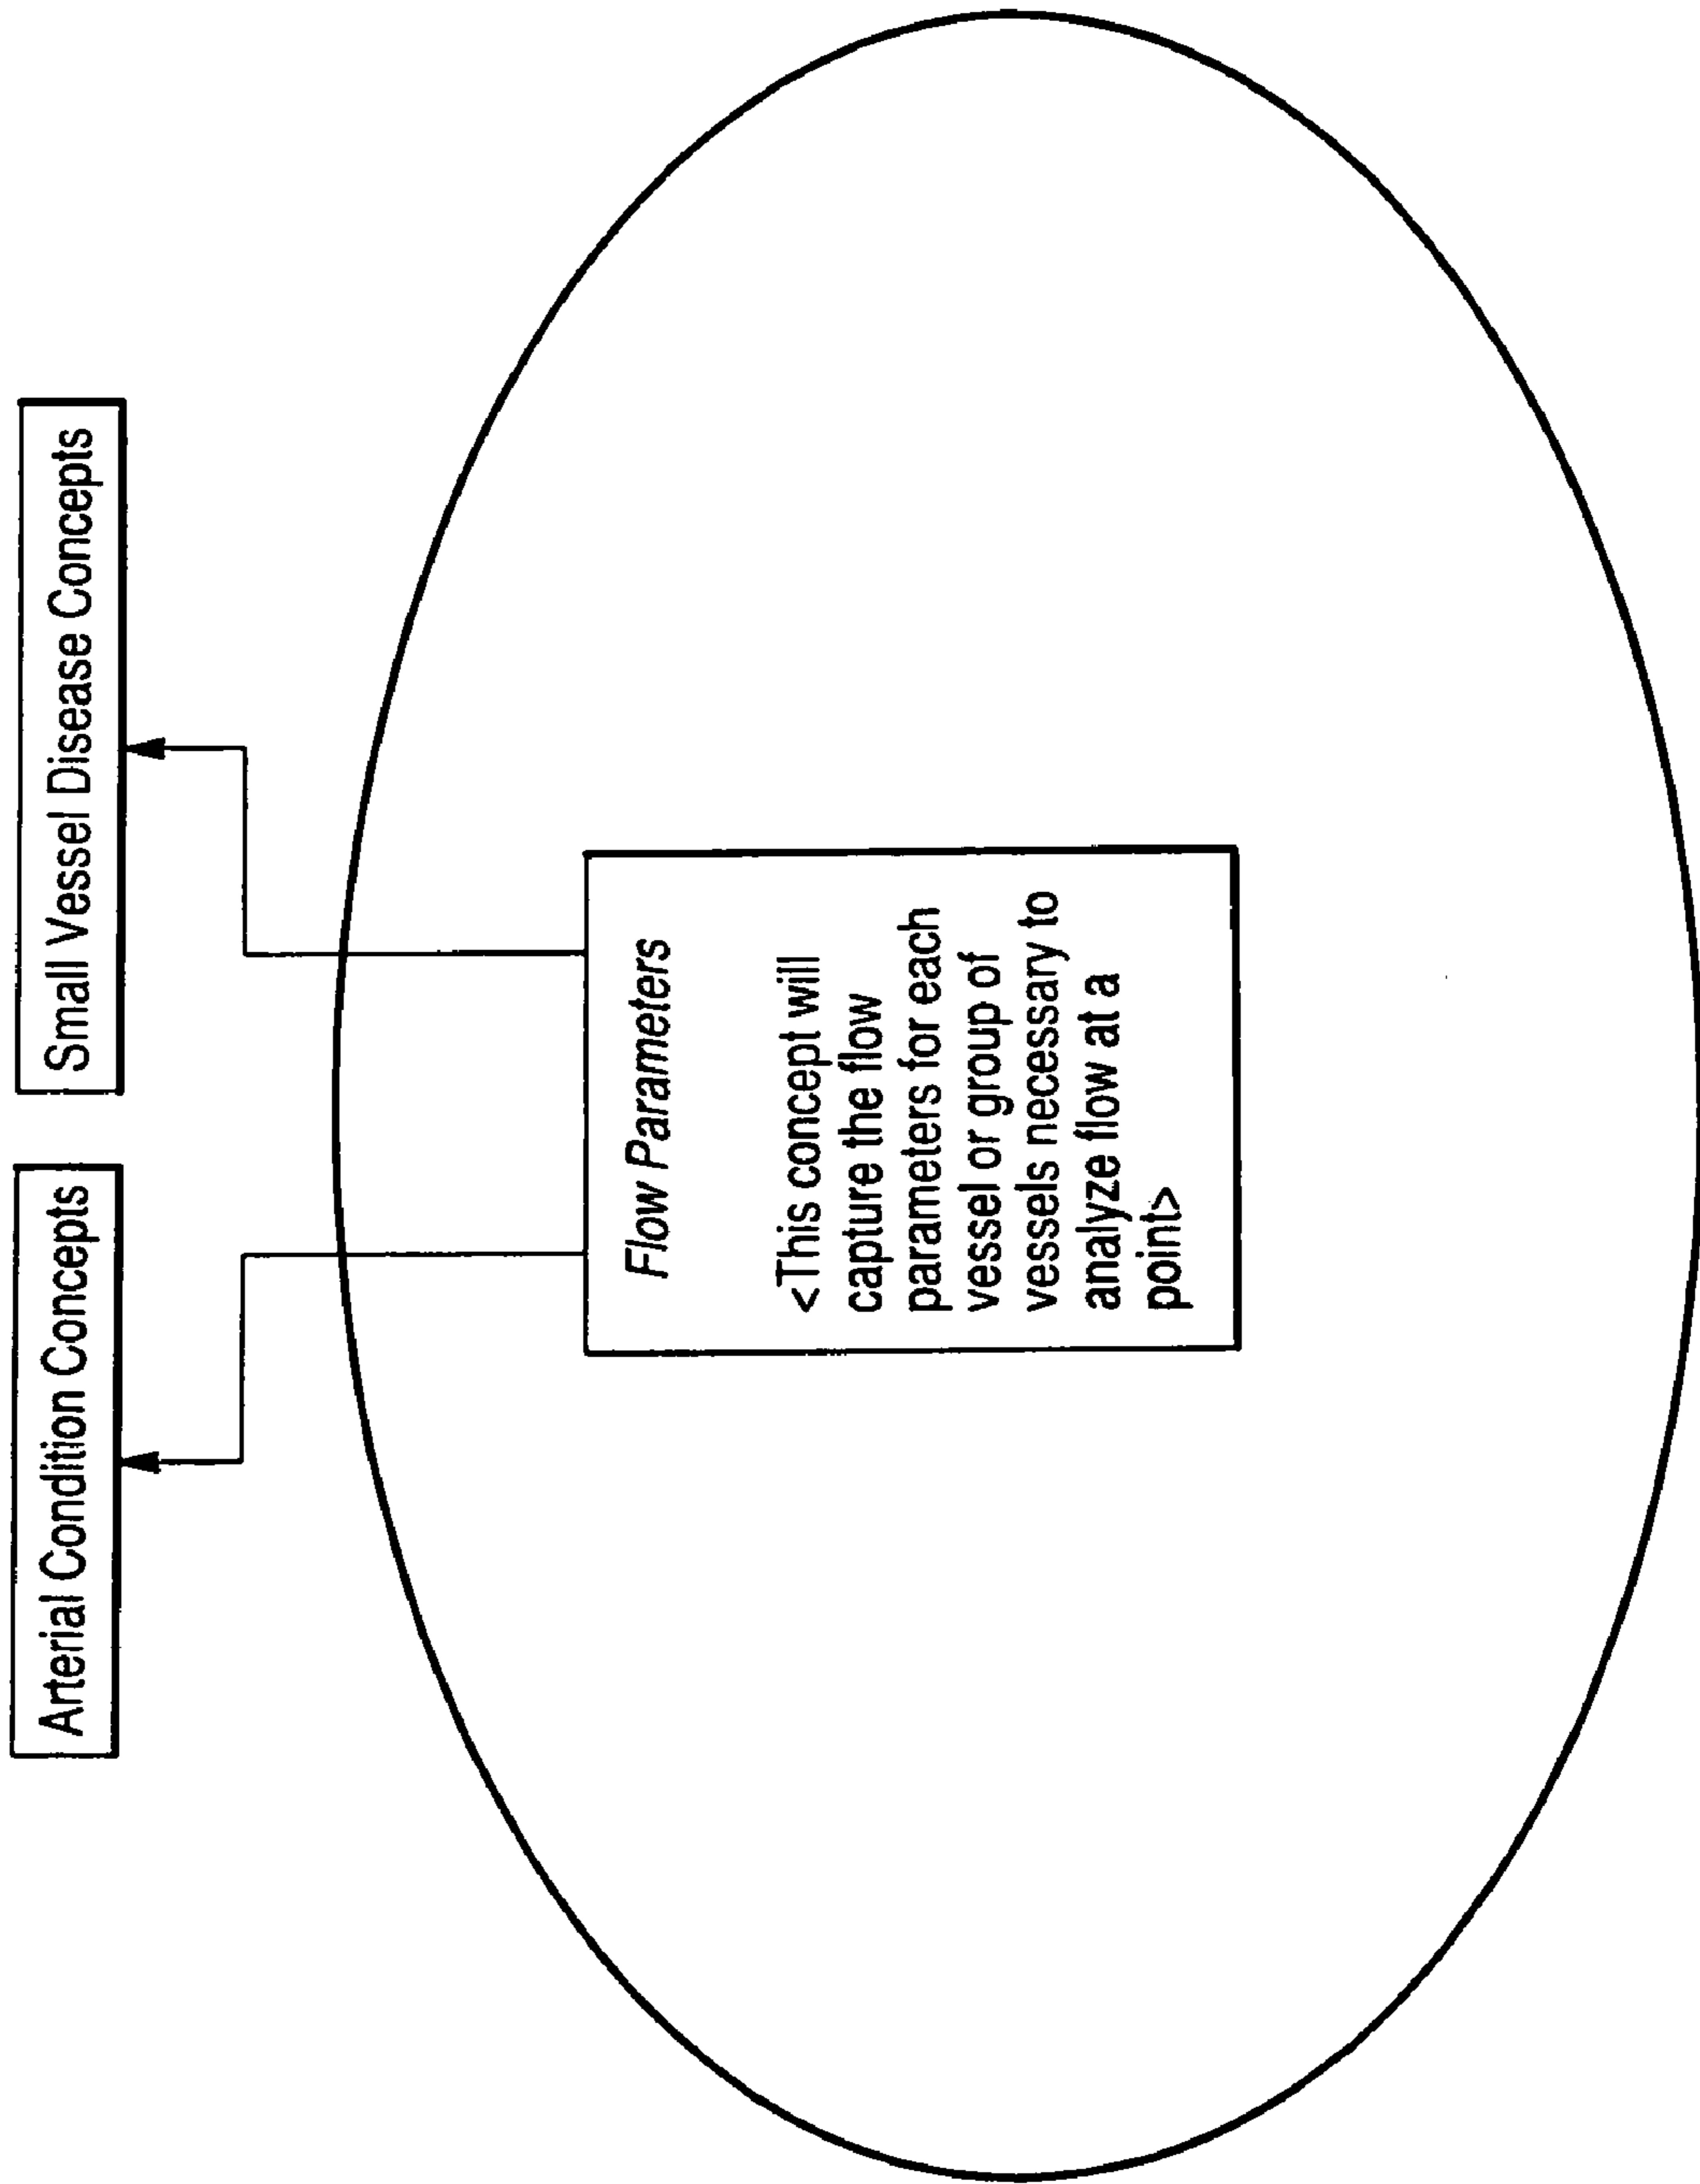 Arterial Condition Concepts
Small Vessel Disease Concepts
Flow Parameters
<This concept will
capture the flow
parameters for each
vessel or group of
vessels necessary to
analyze flow at a
point>